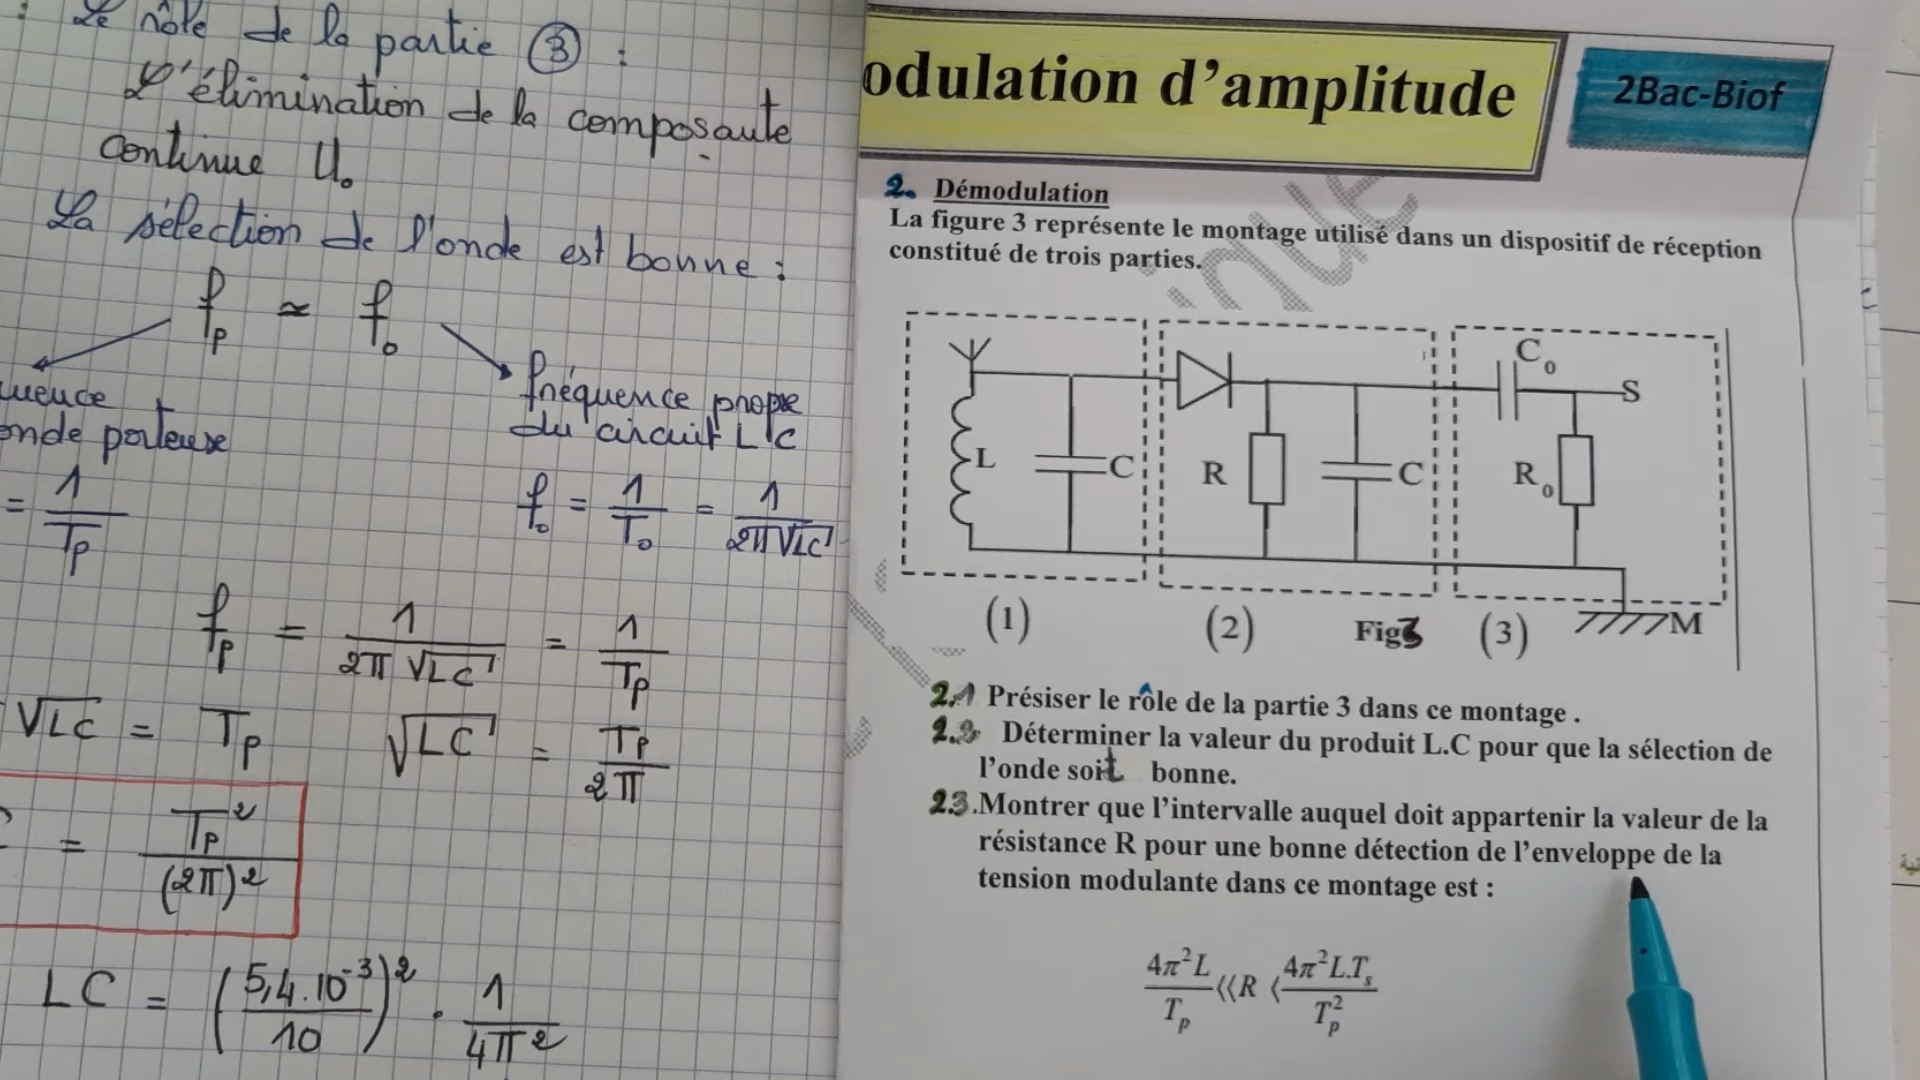 Le rôle de la partie ③ :
L'élimination de la composante
continue U₀
La sélection de l'onde est bonne :
fp ≃ f₀
uence
onde porteuse
fréquence propre
du circuit LC
= 1/Tp
f₀ = 1/T₀ = 1/(2π√LC)
fp = 1/(2π√LC) = 1/Tp
√LC = Tp
√LC = Tp/2π
= Tp²/(2π)²
LC = (5,4.10⁻³/10)² . 1/4π²
odulation d'amplitude
2Bac-Biof
2. Démodulation
La figure 3 représente le montage utilisé dans un dispositif de réception
constitué de trois parties.
L C R C C₀ S R₀
(1) (2) Fig3 (3) M
2.1 Présiser le rôle de la partie 3 dans ce montage .
2.2 Déterminer la valeur du produit L.C pour que la sélection de
l'onde soit bonne.
23.Montrer que l'intervalle auquel doit appartenir la valeur de la
résistance R pour une bonne détection de l'enveloppe de la
tension modulante dans ce montage est :
4π²L/Tp ⟨⟨R ⟨ 4π²L.Ts/Tp²